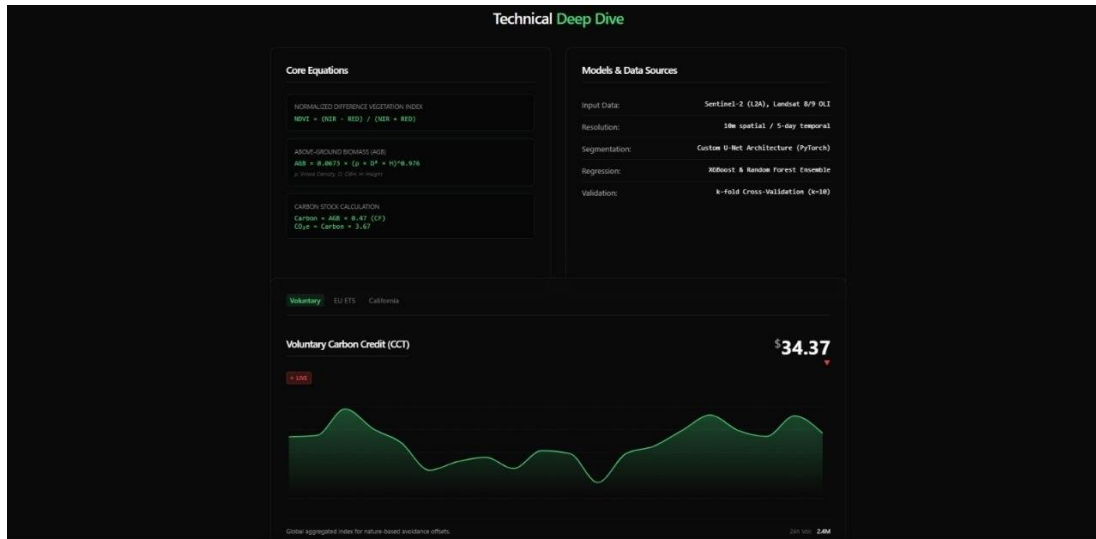 Technical Deep Dive
Core Equations
NORMALIZED DIFFERENCE VEGETATION INDEX
NDVI = (NIR - RED) / (NIR + RED)
ABOVE-GROUND BIOMASS (AGB)
AGB = 0.0673 * (ρ * D² * H)^0.976
ρ: Wood Density, D: DBH, H: Height
CARBON STOCK CALCULATION
Carbon = AGB * 0.47 (CF)
CO₂e = Carbon * 3.67
Models & Data Sources
Input Data: Sentinel-2 (L2A), Landsat 8/9 OLI
Resolution: 10m spatial / 5-day temporal
Segmentation: Custom U-Net Architecture (PyTorch)
Regression: XGBoost & Random Forest Ensemble
Validation: k-fold Cross-Validation (k=10)
Voluntary EU ETS California
Voluntary Carbon Credit (CCT) $34.37
LIVE
Global aggregated index for nature-based avoidance offsets. 24h Vol: 2.4M